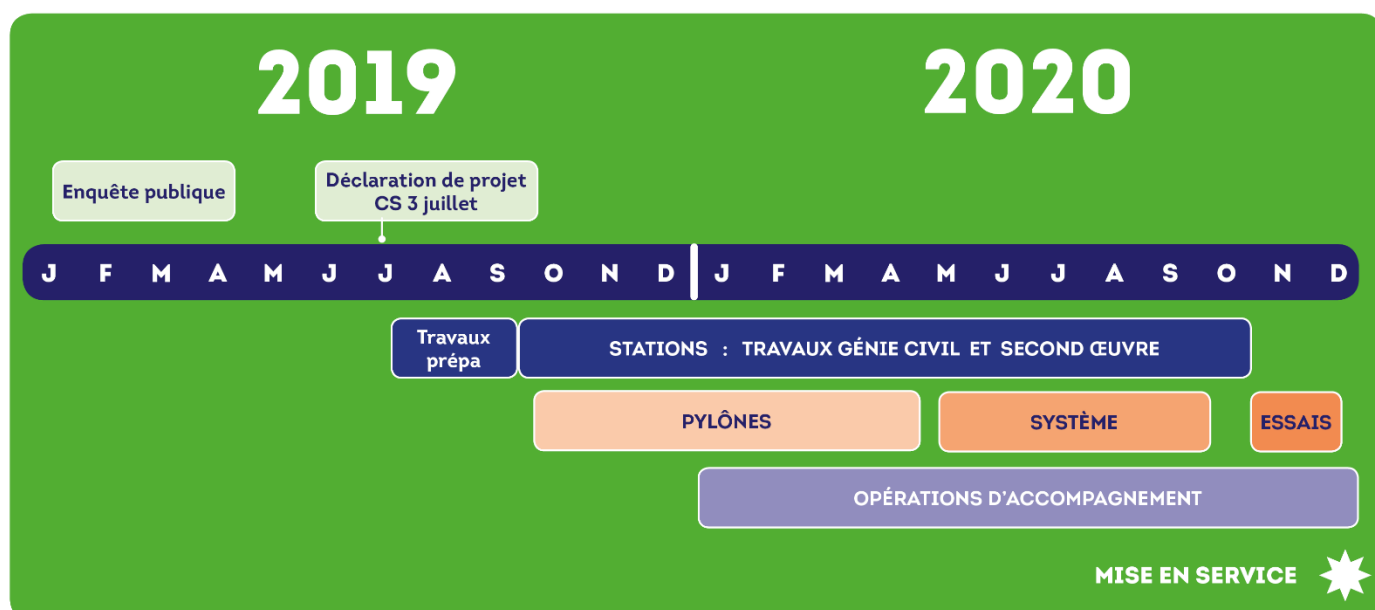 2019
2020
Enquête publique
Déclaration de projet
CS 3 juillet
J F M A M J J A S O N D J F M A M J J A S O N D
Travaux
prépa
STATIONS : TRAVAUX GÉNIE CIVIL ET SECOND ŒUVRE
PYLÔNES
SYSTÈME
ESSAIS
OPÉRATIONS D'ACCOMPAGNEMENT
MISE EN SERVICE